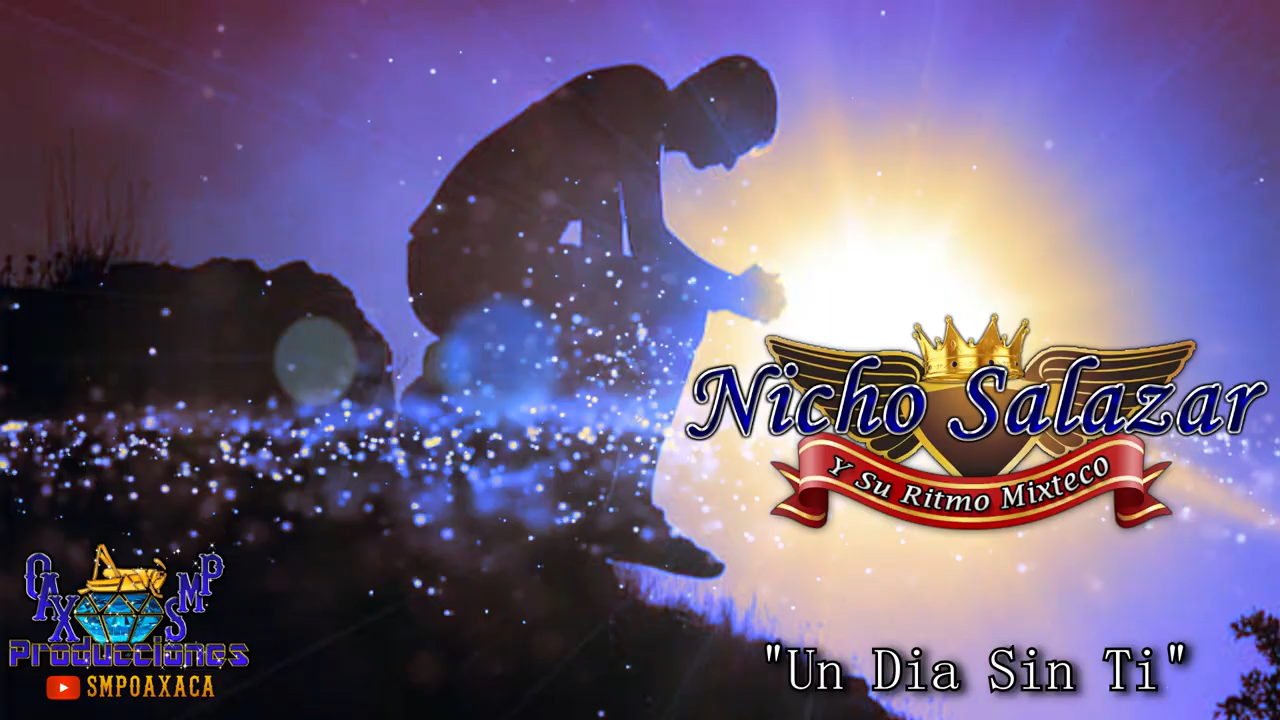 Nicho Salazar
Y Su Ritmo Mixteco
OAX SMP
Producciones
SMPOAXACA
"Un Dia Sin Ti"